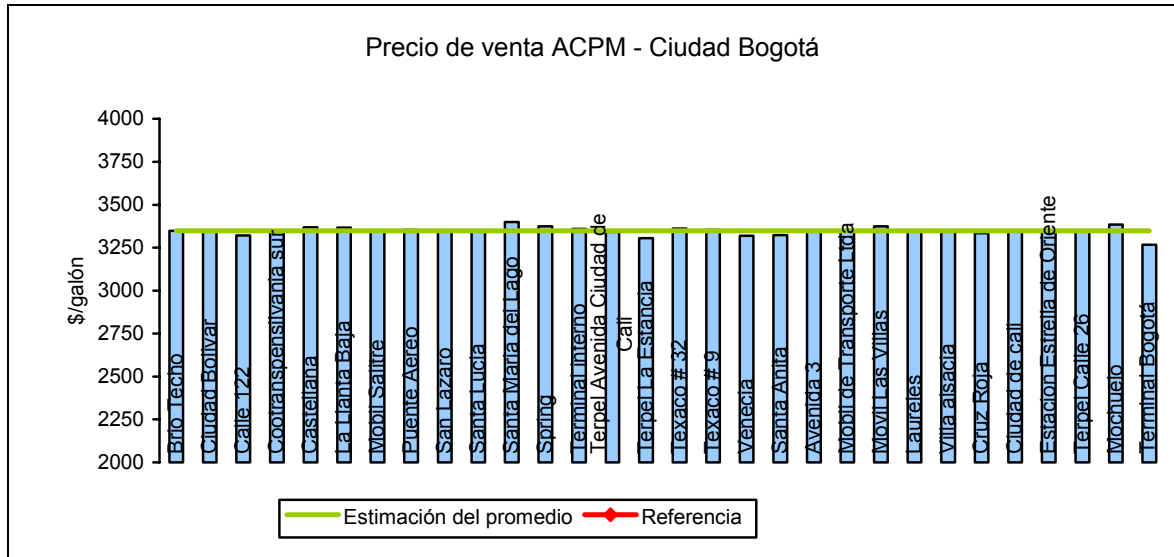 Precio de venta ACPM - Ciudad Bogotá
$/galón
4000
3750
3500
3250
3000
2750
2500
2250
2000
Brio Techo
Ciudad Bolivar
Calle 122
Cootranspensilvania sur
Castellana
La Llanta Baja
Mobil Salitre
Puente Aereo
San Lazaro
Santa Lucia
Santa Maria del Lago
Spring
Terminal interno
Terpel Avenida Ciudad de
Cali
Terpel La Estancia
Texaco # 32
Texaco # 9
Venecia
Santa Anita
Avenida 3
Mobil de Transporte Ltda
Movil Las Villas
Laureles
Villa alsacia
Cruz Roja
Ciudad de cali
Estacion Estrella de Oriente
Terpel Calle 26
Mochuelo
Terminal Bogotá
Estimación del promedio
Referencia